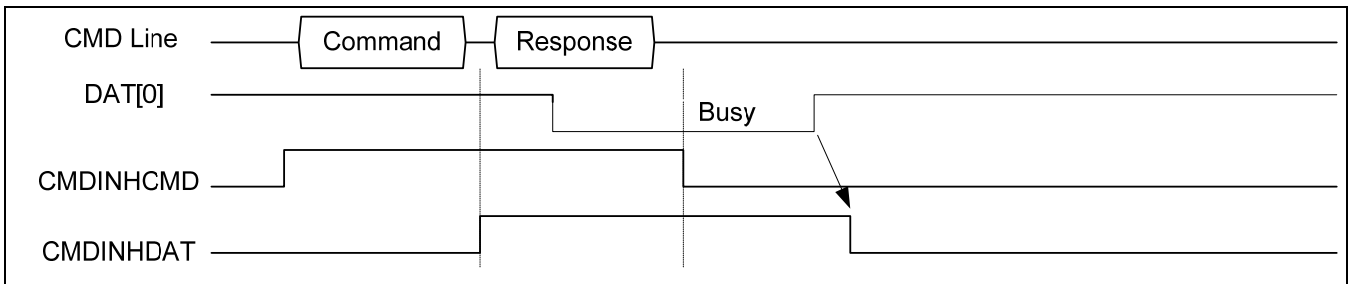 CMD Line
Command
Response
DAT[0]
Busy
CMDINHCMD
CMDINHDAT